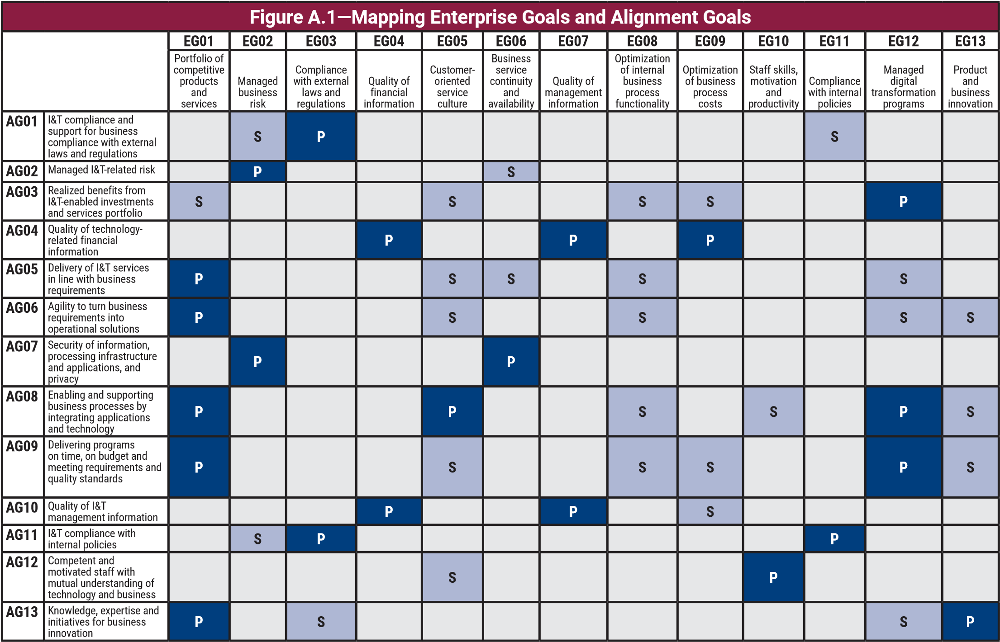 Figure A.1—Mapping Enterprise Goals and Alignment Goals
EG01 EG02 EG03 EG04 EG05 EG06 EG07 EG08 EG09 EG10 EG11 EG12 EG13
Portfolio of
competitive
products
and
services
Managed
business
risk
Compliance
with external
laws and
regulations
Quality of
financial
information
Customer-
oriented
service
culture
Business
service
continuity
and
availability
Quality of
management
information
Optimization
of internal
business
process
functionality
Optimization
of business
process
costs
Staff skills,
motivation
and
productivity
Compliance
with internal
policies
Managed
digital
transformation
programs
Product
and
business
innovation
AG01
I&T compliance and
support for business
compliance with external
laws and regulations
S P S
AG02
Managed I&T-related risk
P S
AG03
Realized benefits from
I&T-enabled investments
and services portfolio
S S S S P
AG04
Quality of technology-
related financial
information
P P P
AG05
Delivery of I&T services
in line with business
requirements
P S S S S
AG06
Agility to turn business
requirements into
operational solutions
P S S S S
AG07
Security of information,
processing infrastructure
and applications, and
privacy
P P
AG08
Enabling and supporting
business processes by
integrating applications
and technology
P P S S P S
AG09
Delivering programs
on time, on budget and
meeting requirements and
quality standards
P S S S P S
AG10
Quality of I&T
management information
P P S
AG11
I&T compliance with
internal policies
S P P
AG12
Competent and
motivated staff with
mutual understanding of
technology and business
S P
AG13
Knowledge, expertise and
initiatives for business
innovation
P S S P